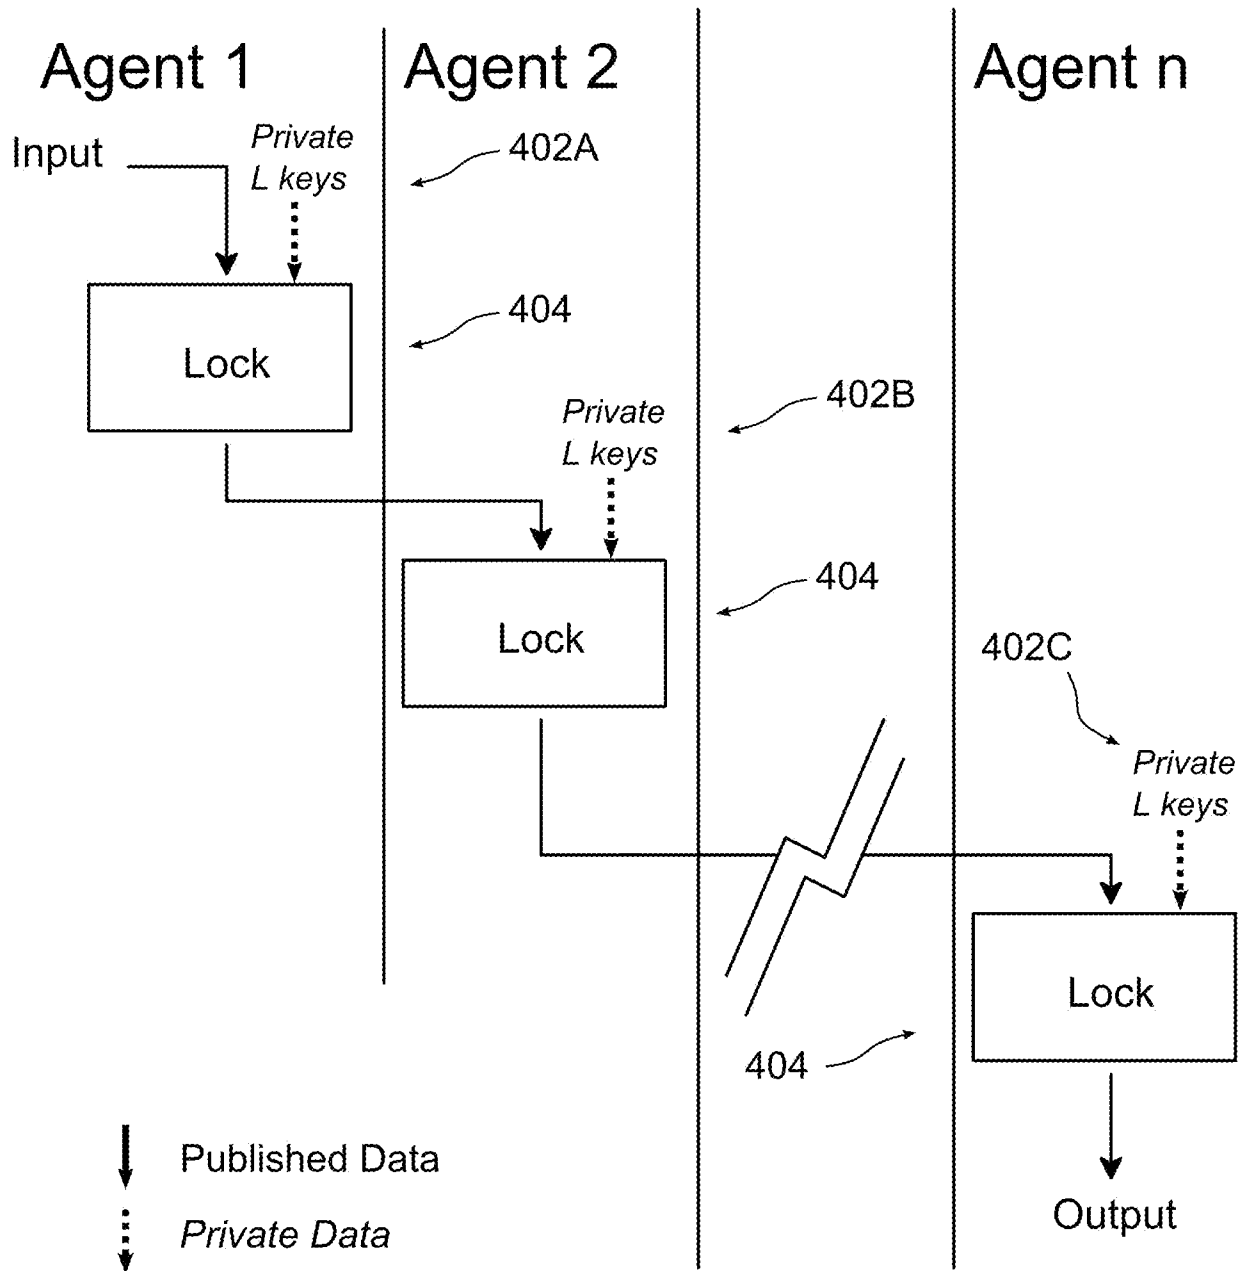 Agent 1
Agent 2
Agent n
Input
Private
L keys
402A
Lock
404
Private
L keys
402B
Lock
404
402C
Private
L keys
Lock
404
Output
Published Data
Private Data